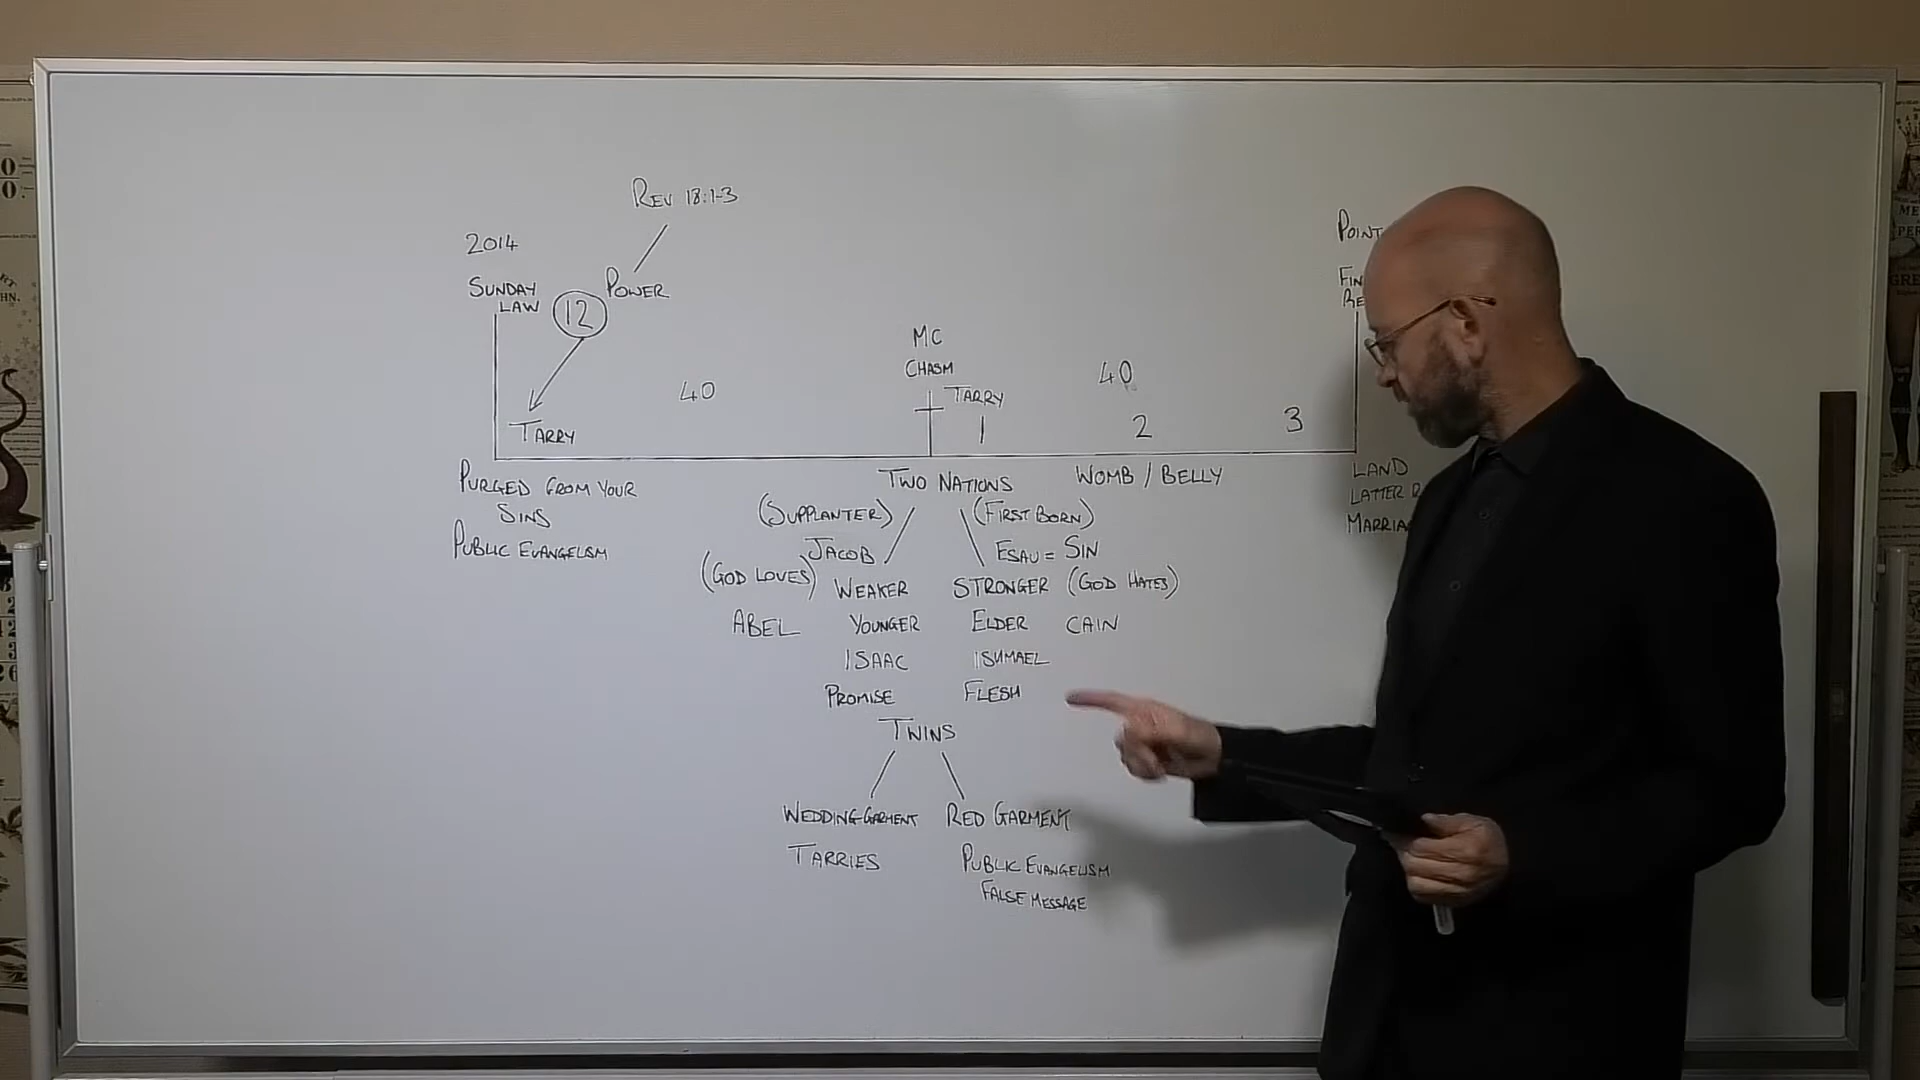 Rev 18:1-3
2014
Sunday
Law
12
Power
Point
MC
Chasm
40
40
Tarry
Tarry
1
2
3
Purged from your
Sins
Public Evangelism
Two Nations
Womb / Belly
Land
Latter
(Supplanter)
(First Born)
Jacob
Esau = Sin
(God Loves)
Weaker
Stronger
(God Hates)
Abel
Younger
Elder
Cain
Isaac
Ishmael
Promise
Flesh
Twins
Wedding Garment
Red Garment
Tarries
Public Evangelism
False Message